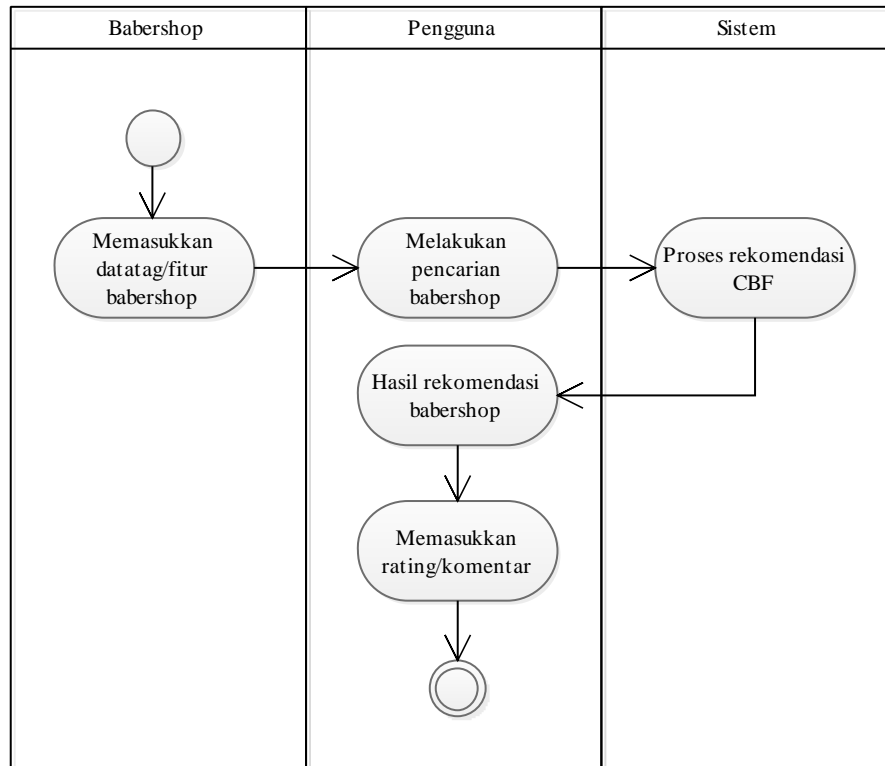 Babershop
Pengguna
Sistem
Memasukkan
datatag/fitur
babershop
Melakukan
pencarian
babershop
Proses rekomendasi
CBF
Hasil rekomendasi
babershop
Memasukkan
rating/komentar